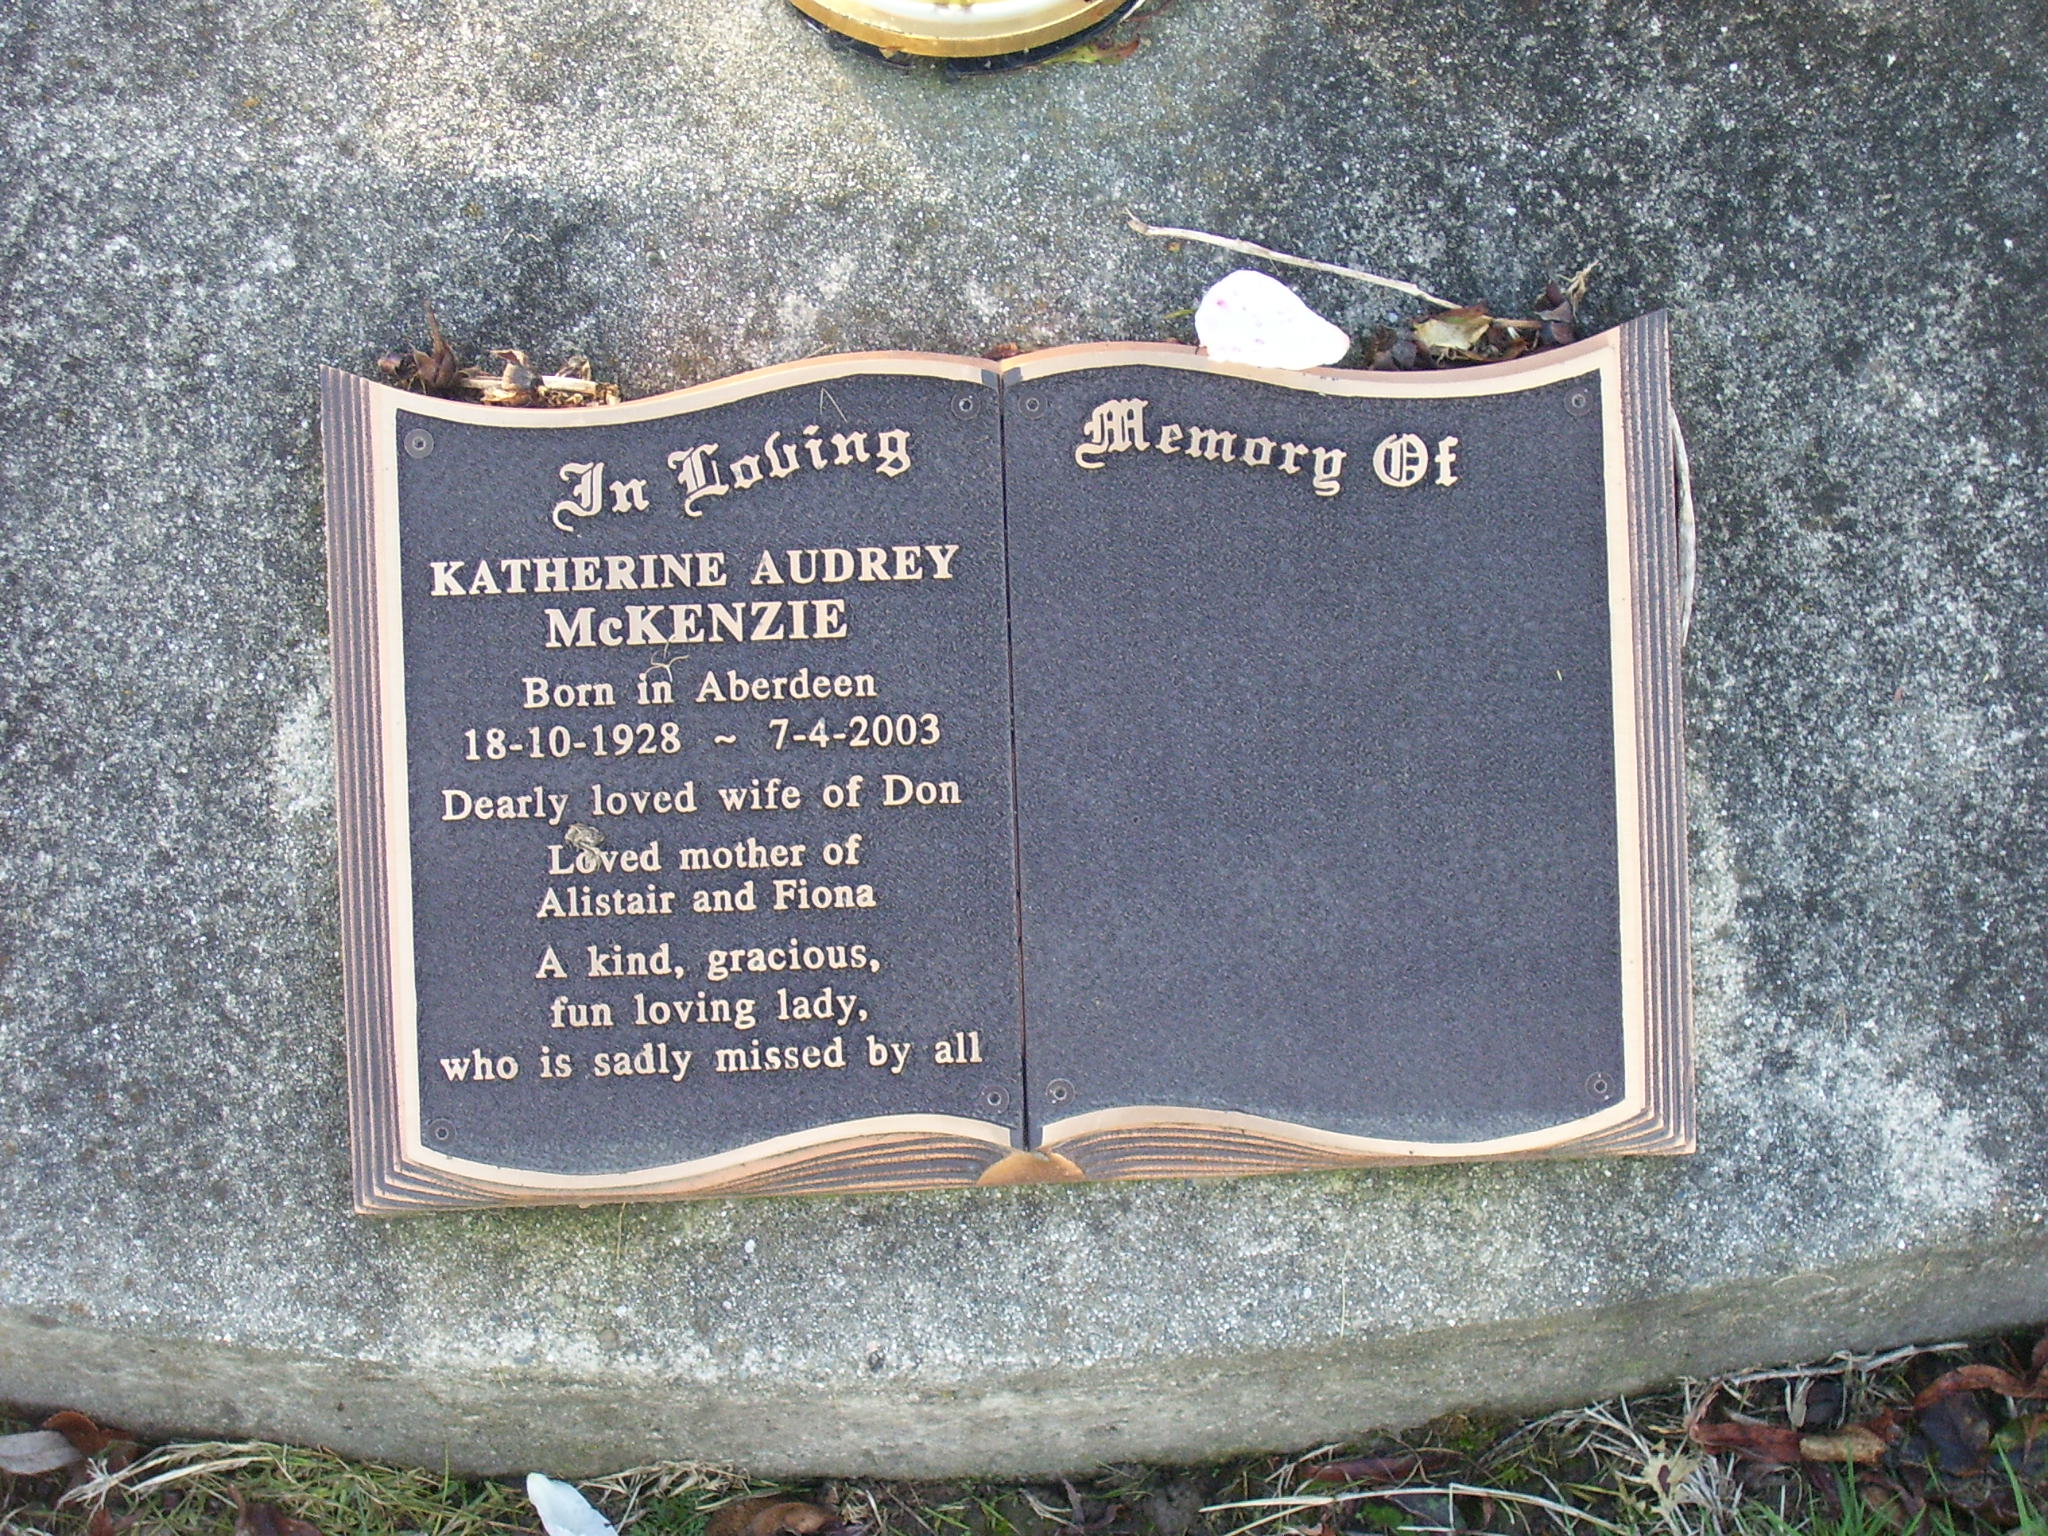 In Loving Memory Of
KATHERINE AUDREY
McKENZIE
Born in Aberdeen
18-10-1928 ~ 7-4-2003
Dearly loved wife of Don
Loved mother of
Alistair and Fiona
A kind, gracious,
fun loving lady,
who is sadly missed by all